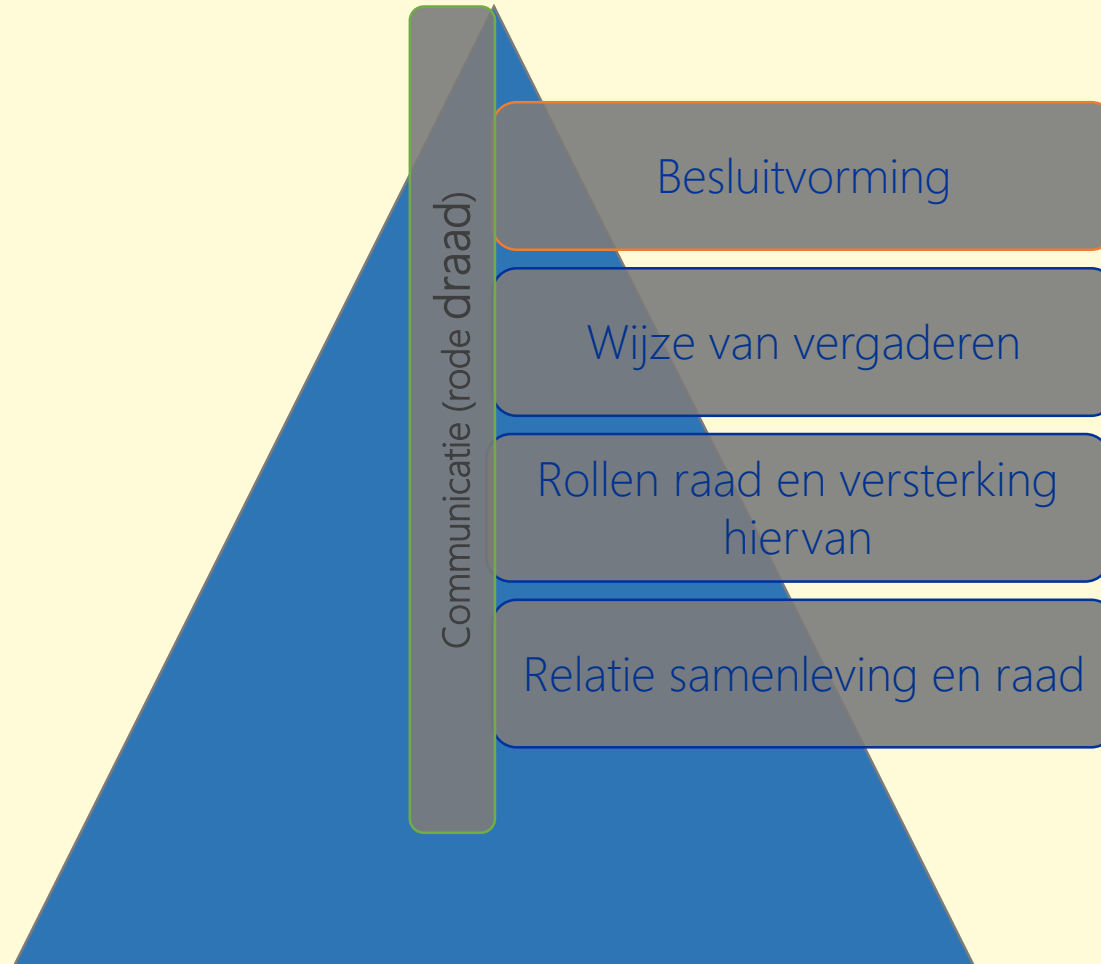 Communicatie (rode draad)
Besluitvorming
Wijze van vergaderen
Rollen raad en versterking
hiervan
Relatie samenleving en raad